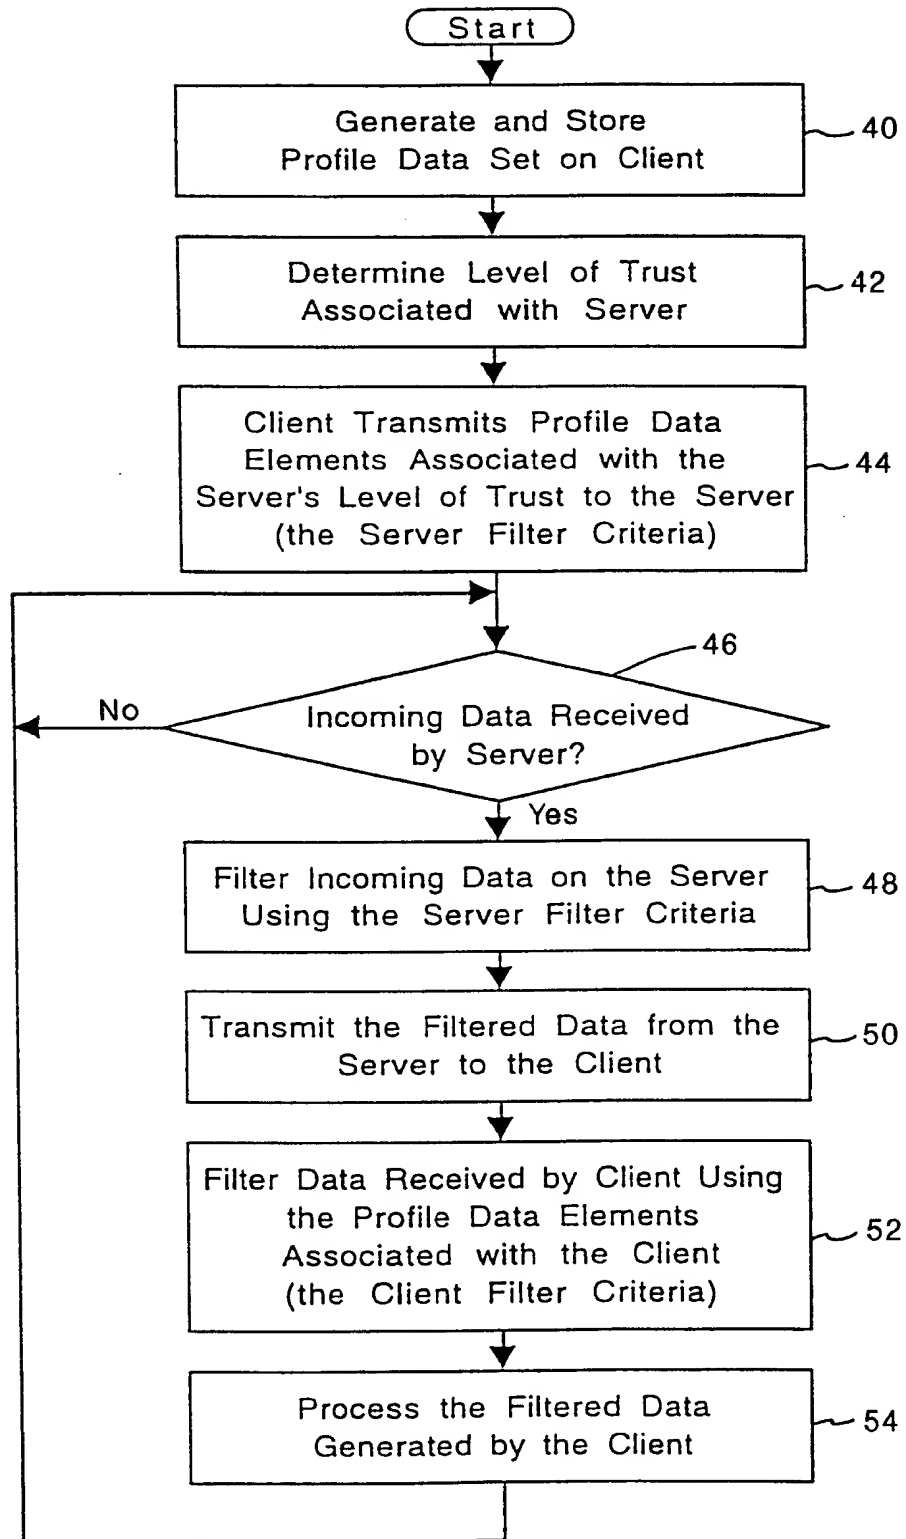 Start
Generate and Store
Profile Data Set on Client
40
Determine Level of Trust
Associated with Server
42
Client Transmits Profile Data
Elements Associated with the
Server's Level of Trust to the Server
(the Server Filter Criteria)
44
46
No
Incoming Data Received
by Server?
Yes
Filter Incoming Data on the Server
Using the Server Filter Criteria
48
Transmit the Filtered Data from the
Server to the Client
50
Filter Data Received by Client Using
the Profile Data Elements
Associated with the Client
(the Client Filter Criteria)
52
Process the Filtered Data
Generated by the Client
54